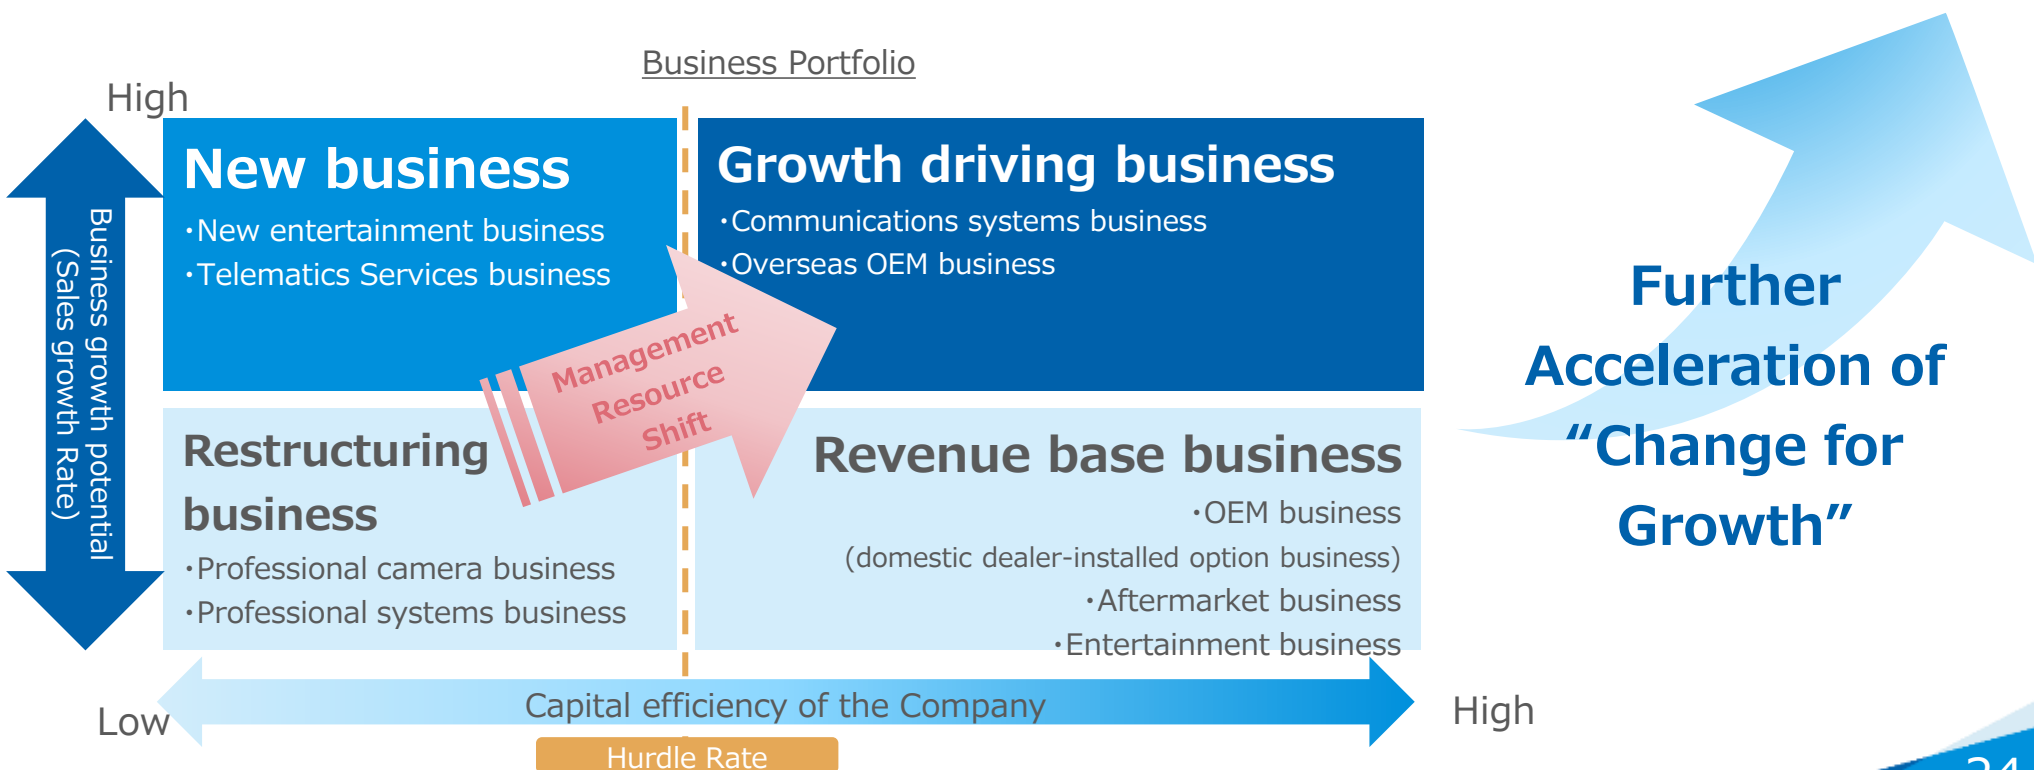 Business Portfolio
High
New business
・New entertainment business
・Telematics Services business
Growth driving business
・Communications systems business
・Overseas OEM business
Business growth potential
(Sales growth Rate)
Management
Resource
Shift
Restructuring
business
・Professional camera business
・Professional systems business
Revenue base business
・OEM business
(domestic dealer-installed option business)
・Aftermarket business
・Entertainment business
Low
Capital efficiency of the Company
High
Hurdle Rate
Further
Acceleration of
“Change for
Growth”